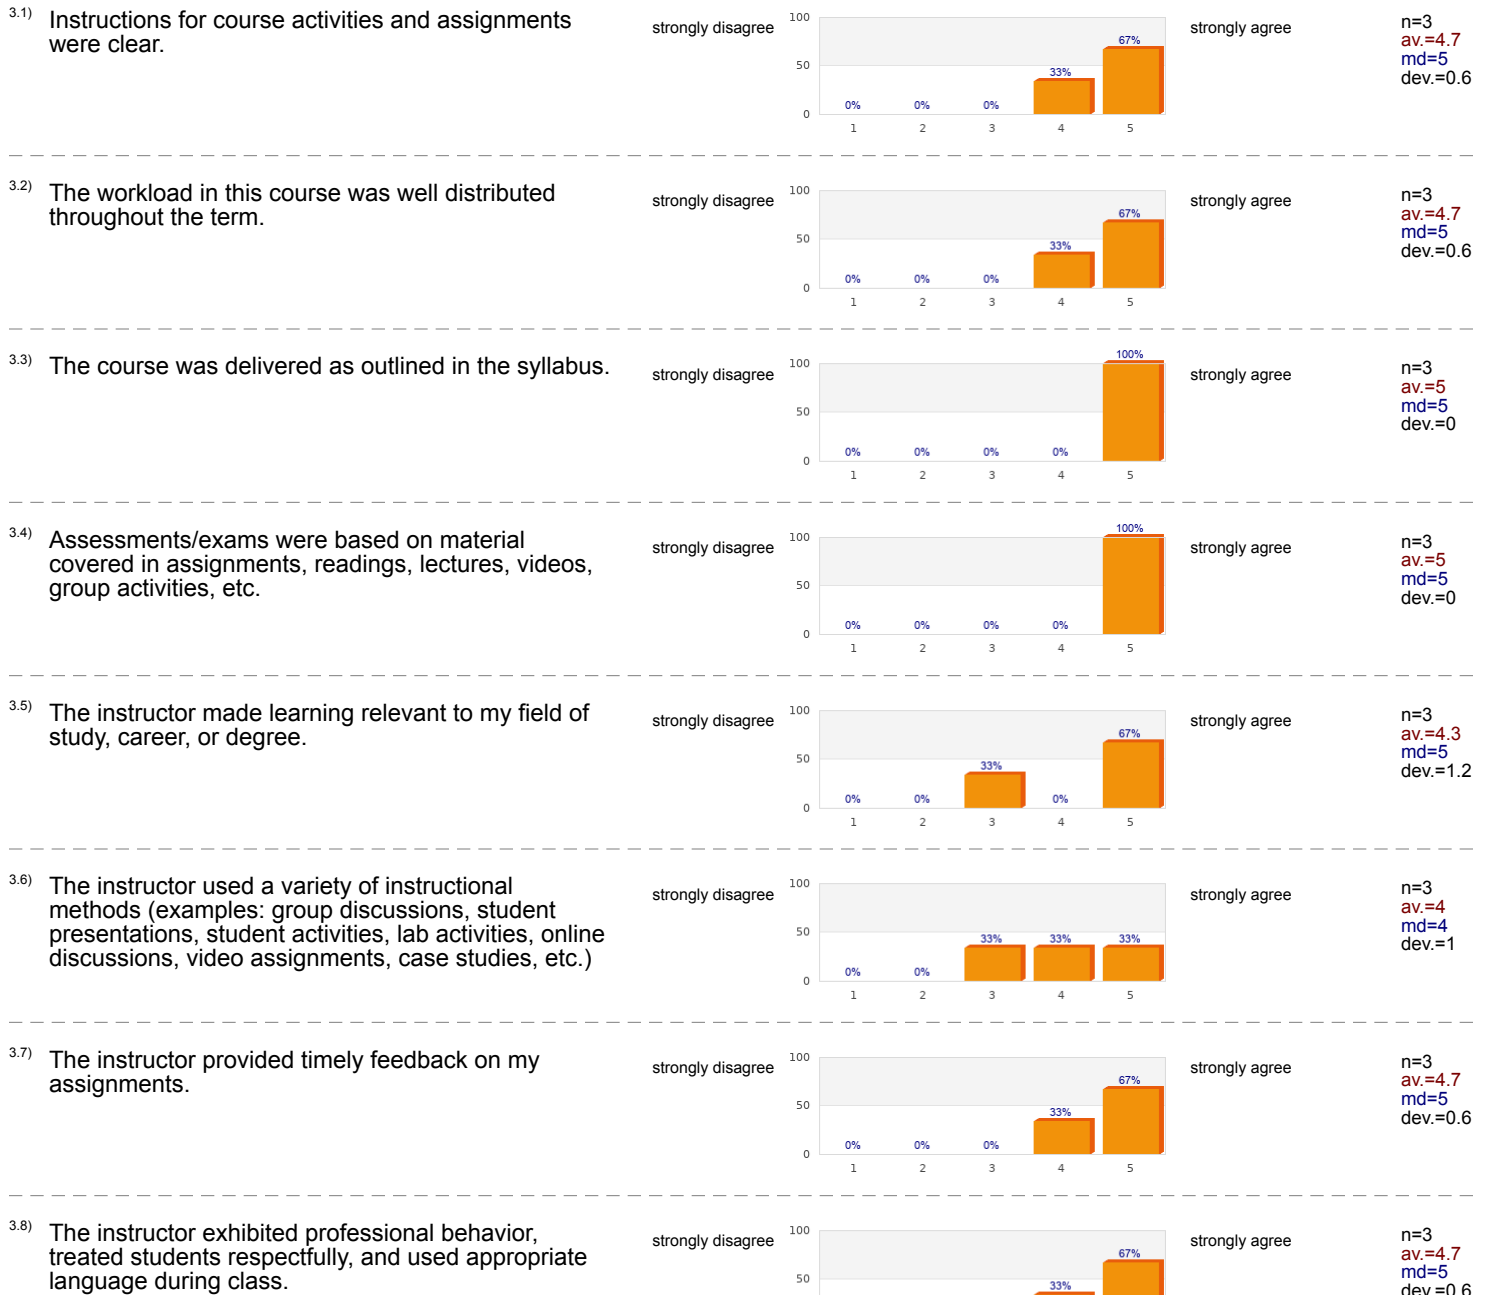 3.1) Instructions for course activities and assignments
were clear.
strongly disagree
100
50
0
0%
0%
0%
33%
67%
1
2
3
4
5
strongly agree
n=3
av.=4.7
md=5
dev.=0.6
3.2) The workload in this course was well distributed
throughout the term.
strongly disagree
100
50
0
0%
0%
0%
33%
67%
1
2
3
4
5
strongly agree
n=3
av.=4.7
md=5
dev.=0.6
3.3) The course was delivered as outlined in the syllabus.
strongly disagree
100
50
0
0%
0%
0%
0%
100%
1
2
3
4
5
strongly agree
n=3
av.=5
md=5
dev.=0
3.4) Assessments/exams were based on material
covered in assignments, readings, lectures, videos,
group activities, etc.
strongly disagree
100
50
0
0%
0%
0%
0%
100%
1
2
3
4
5
strongly agree
n=3
av.=5
md=5
dev.=0
3.5) The instructor made learning relevant to my field of
study, career, or degree.
strongly disagree
100
50
0
0%
0%
33%
0%
67%
1
2
3
4
5
strongly agree
n=3
av.=4.3
md=5
dev.=1.2
3.6) The instructor used a variety of instructional
methods (examples: group discussions, student
presentations, student activities, lab activities, online
discussions, video assignments, case studies, etc.)
strongly disagree
100
50
0
0%
0%
33%
33%
33%
1
2
3
4
5
strongly agree
n=3
av.=4
md=4
dev.=1
3.7) The instructor provided timely feedback on my
assignments.
strongly disagree
100
50
0
0%
0%
0%
33%
67%
1
2
3
4
5
strongly agree
n=3
av.=4.7
md=5
dev.=0.6
3.8) The instructor exhibited professional behavior,
treated students respectfully, and used appropriate
language during class.
strongly disagree
100
50
33%
67%
strongly agree
n=3
av.=4.7
md=5
dev.=0.6